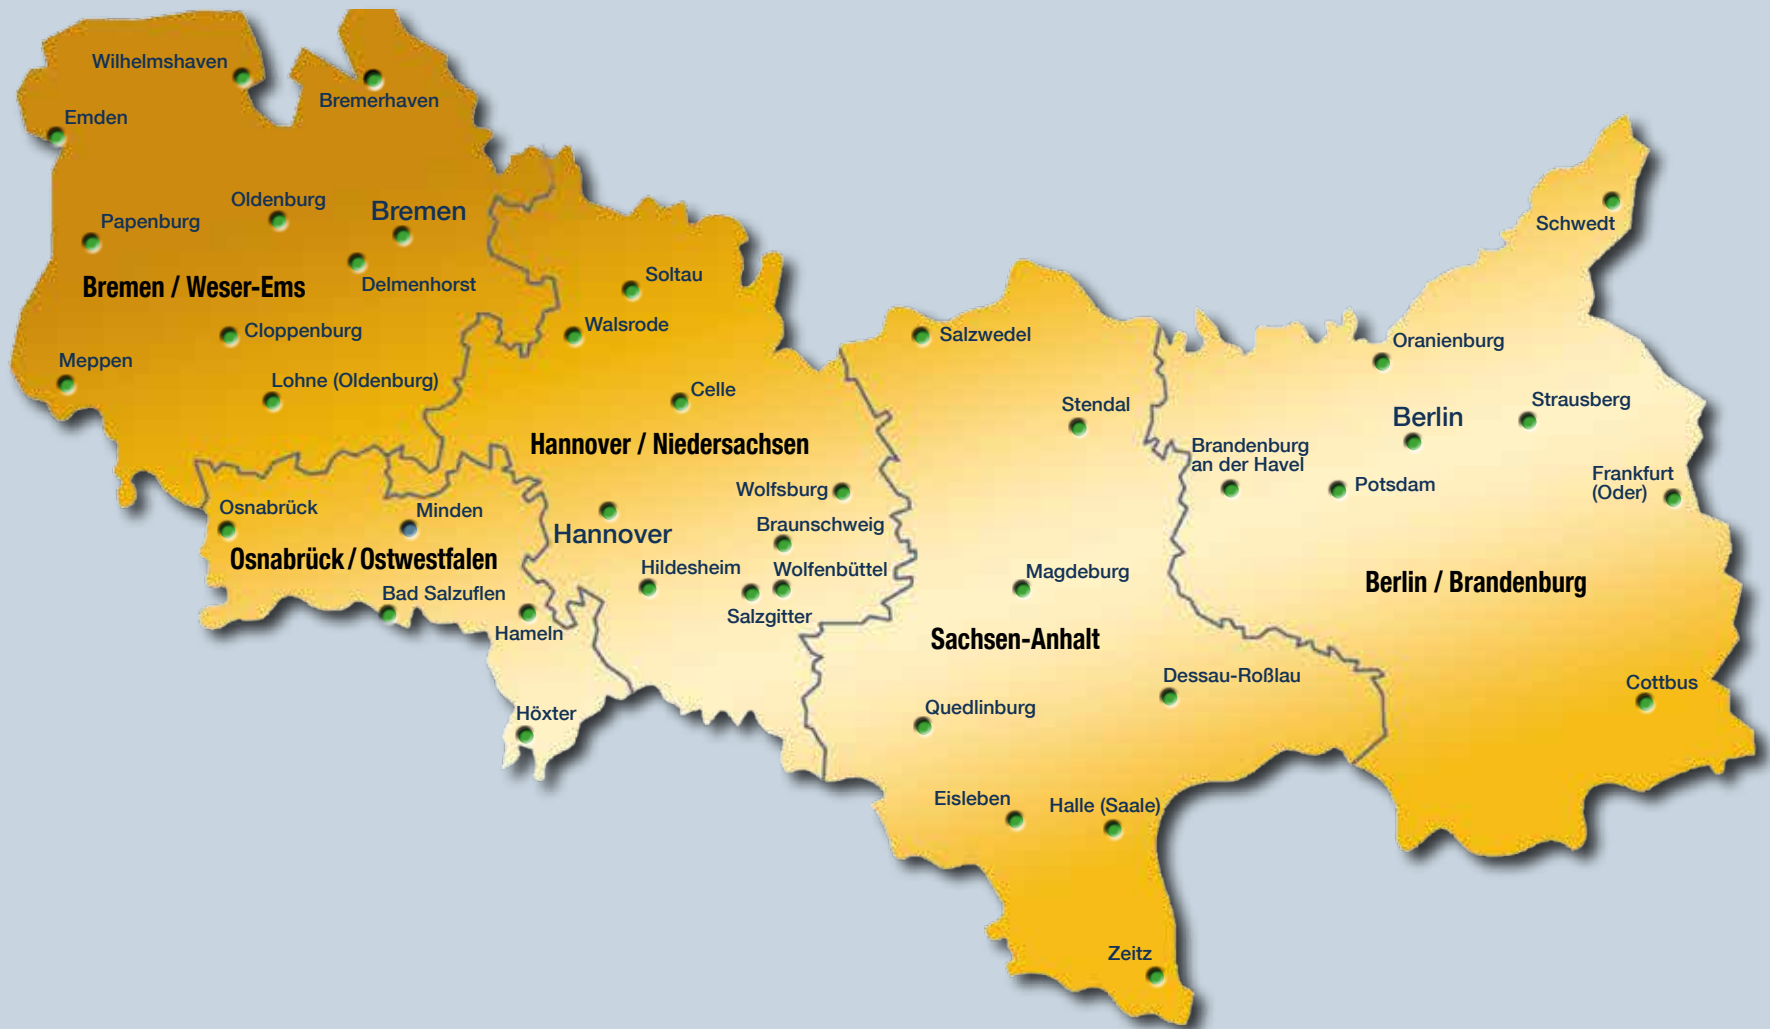 Wilhelmshaven
Bremerhaven
Emden
Oldenburg
Bremen
Papenburg
Delmenhorst
Bremen / Weser-Ems
Cloppenburg
Meppen
Lohne (Oldenburg)
Soltau
Walsrode
Celle
Hannover / Niedersachsen
Wolfsburg
Hannover
Braunschweig
Hildesheim
Wolfenbüttel
Salzgitter
Osnabrück
Minden
Osnabrück / Ostwestfalen
Bad Salzuflen
Hameln
Höxter
Salzwedel
Stendal
Magdeburg
Sachsen-Anhalt
Dessau-Roßlau
Quedlinburg
Eisleben
Halle (Saale)
Zeitz
Schwedt
Oranienburg
Strausberg
Berlin
Brandenburg
an der Havel
Potsdam
Frankfurt
(Oder)
Berlin / Brandenburg
Cottbus